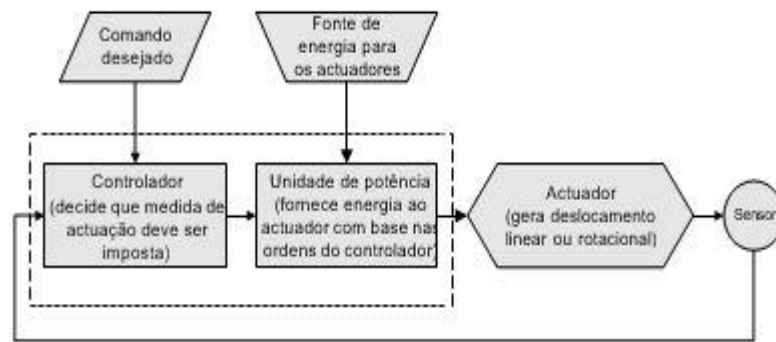 Comando
desejado
Fonte de
energia para
os actuadores
Controlador
(decide que medida de
actuação deve ser
imposta)
Unidade de potência
(fornece energia ao
actuador com base nas
ordens do controlador)
Actuador
(gera deslocamento
linear ou rotacional)
Sensor